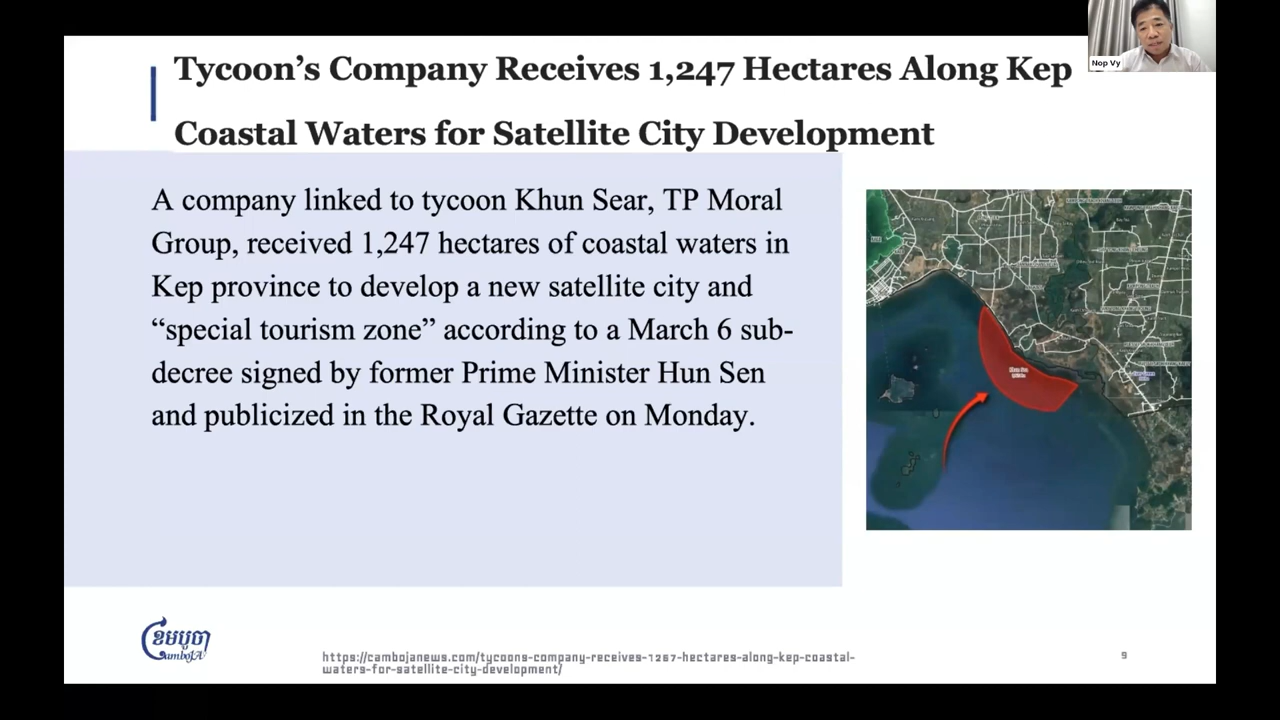 Tycoon's Company Receives 1,247 Hectares Along Kep
Coastal Waters for Satellite City Development
Nop Vy
A company linked to tycoon Khun Sear, TP Moral
Group, received 1,247 hectares of coastal waters in
Kep province to develop a new satellite city and
“special tourism zone” according to a March 6 sub-
decree signed by former Prime Minister Hun Sen
and publicized in the Royal Gazette on Monday.
ខមបូចា
CambojA
https://cambojanews.com/tycoons-company-receives-1267-hectares-along-kep-coastal-
waters-for-satellite-city-development/
9